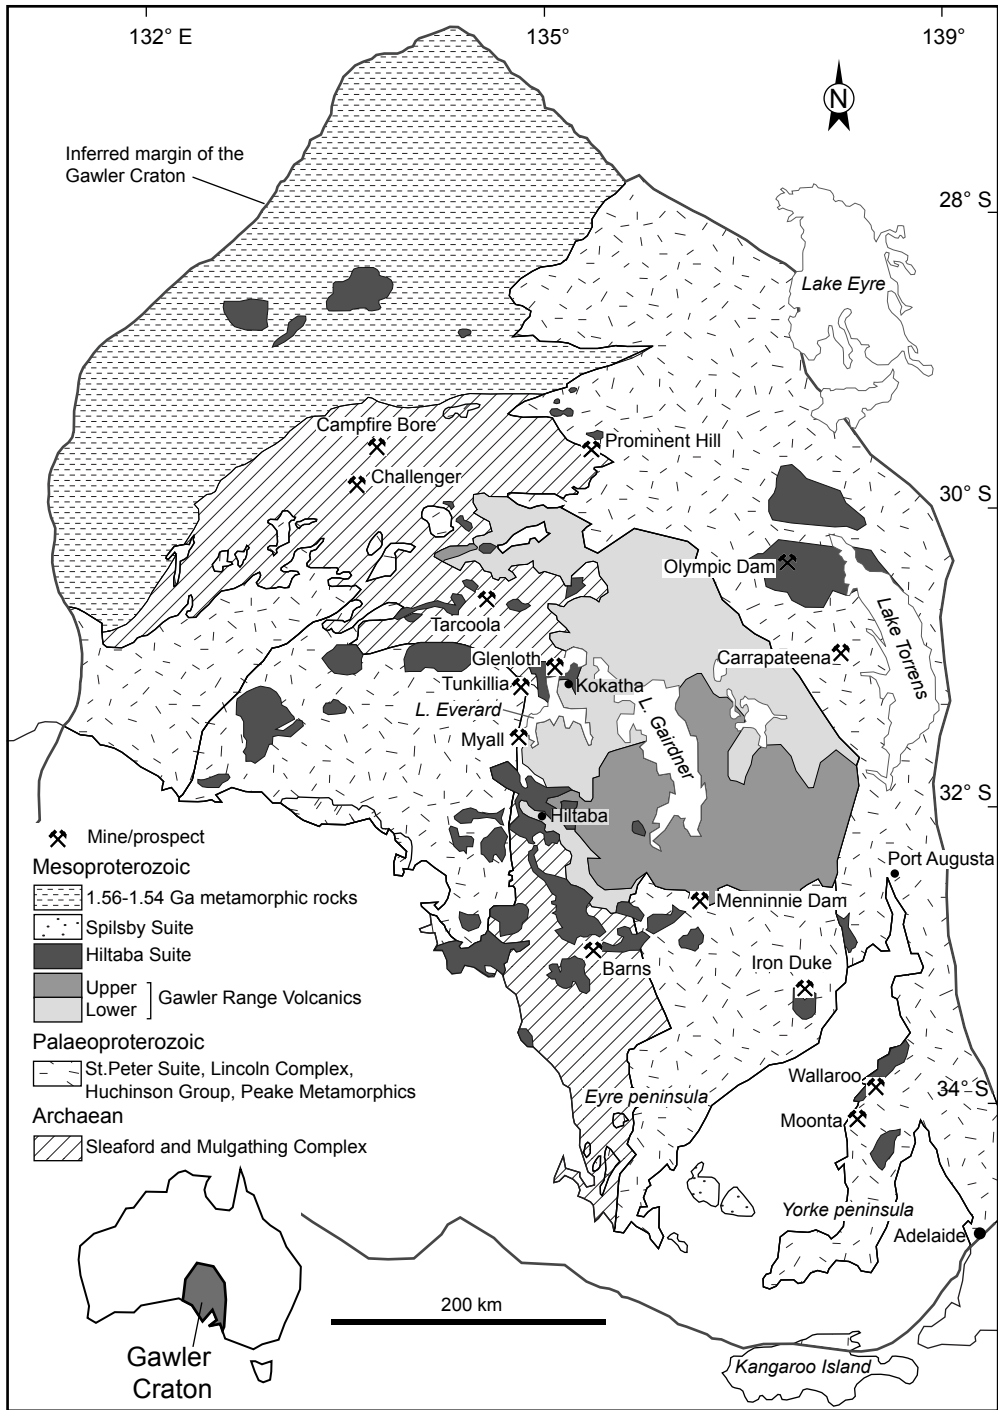 132° E
135°
139°
N
Inferred margin of the
Gawler Craton
28° S
Lake Eyre
Campfire Bore
Prominent Hill
Challenger
30° S
Olympic Dam
Tarcoola
Lake Torrens
Glenloth
Carrapateena
Tunkillia
Kokatha
L. Everard
L. Gairdner
Myall
32° S
Hiltaba
Mine/prospect
Port Augusta
Mesoproterozoic
1.56-1.54 Ga metamorphic rocks
Menninnie Dam
Spilsby Suite
Hiltaba Suite
Barns
Iron Duke
Upper
Lower
Gawler Range Volcanics
Palaeoproterozoic
St.Peter Suite, Lincoln Complex,
Huchinson Group, Peake Metamorphics
Wallaroo
34° S
Eyre peninsula
Moonta
Archaean
Sleaford and Mulgathing Complex
Yorke peninsula
Adelaide
200 km
Gawler
Craton
Kangaroo Island